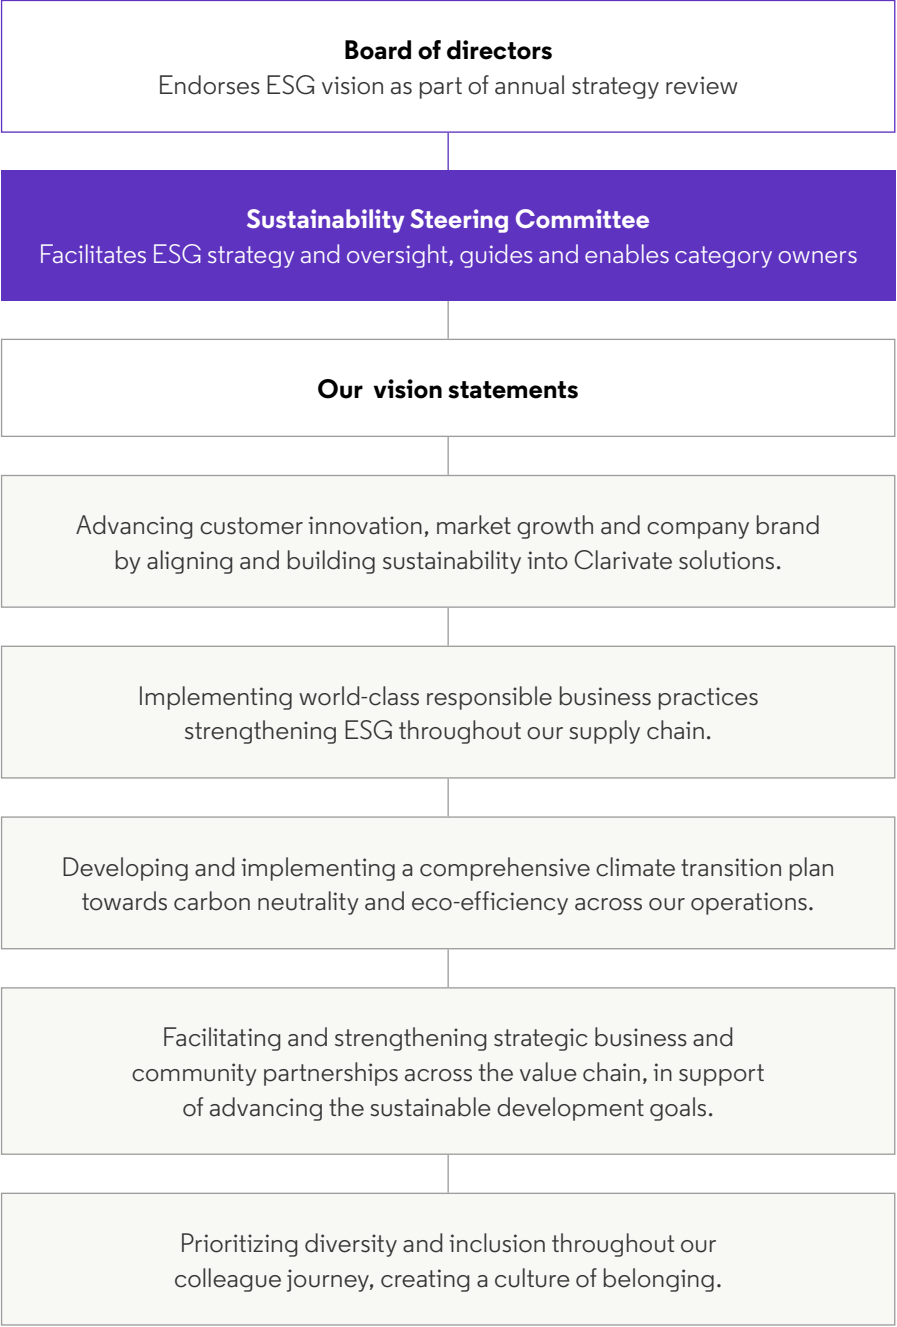 Board of directors
Endorses ESG vision as part of annual strategy review
Sustainability Steering Committee
Facilitates ESG strategy and oversight, guides and enables category owners
Our vision statements
Advancing customer innovation, market growth and company brand
by aligning and building sustainability into Clarivate solutions.
Implementing world-class responsible business practices
strengthening ESG throughout our supply chain.
Developing and implementing a comprehensive climate transition plan
towards carbon neutrality and eco-efficiency across our operations.
Facilitating and strengthening strategic business and
community partnerships across the value chain, in support
of advancing the sustainable development goals.
Prioritizing diversity and inclusion throughout our
colleague journey, creating a culture of belonging.